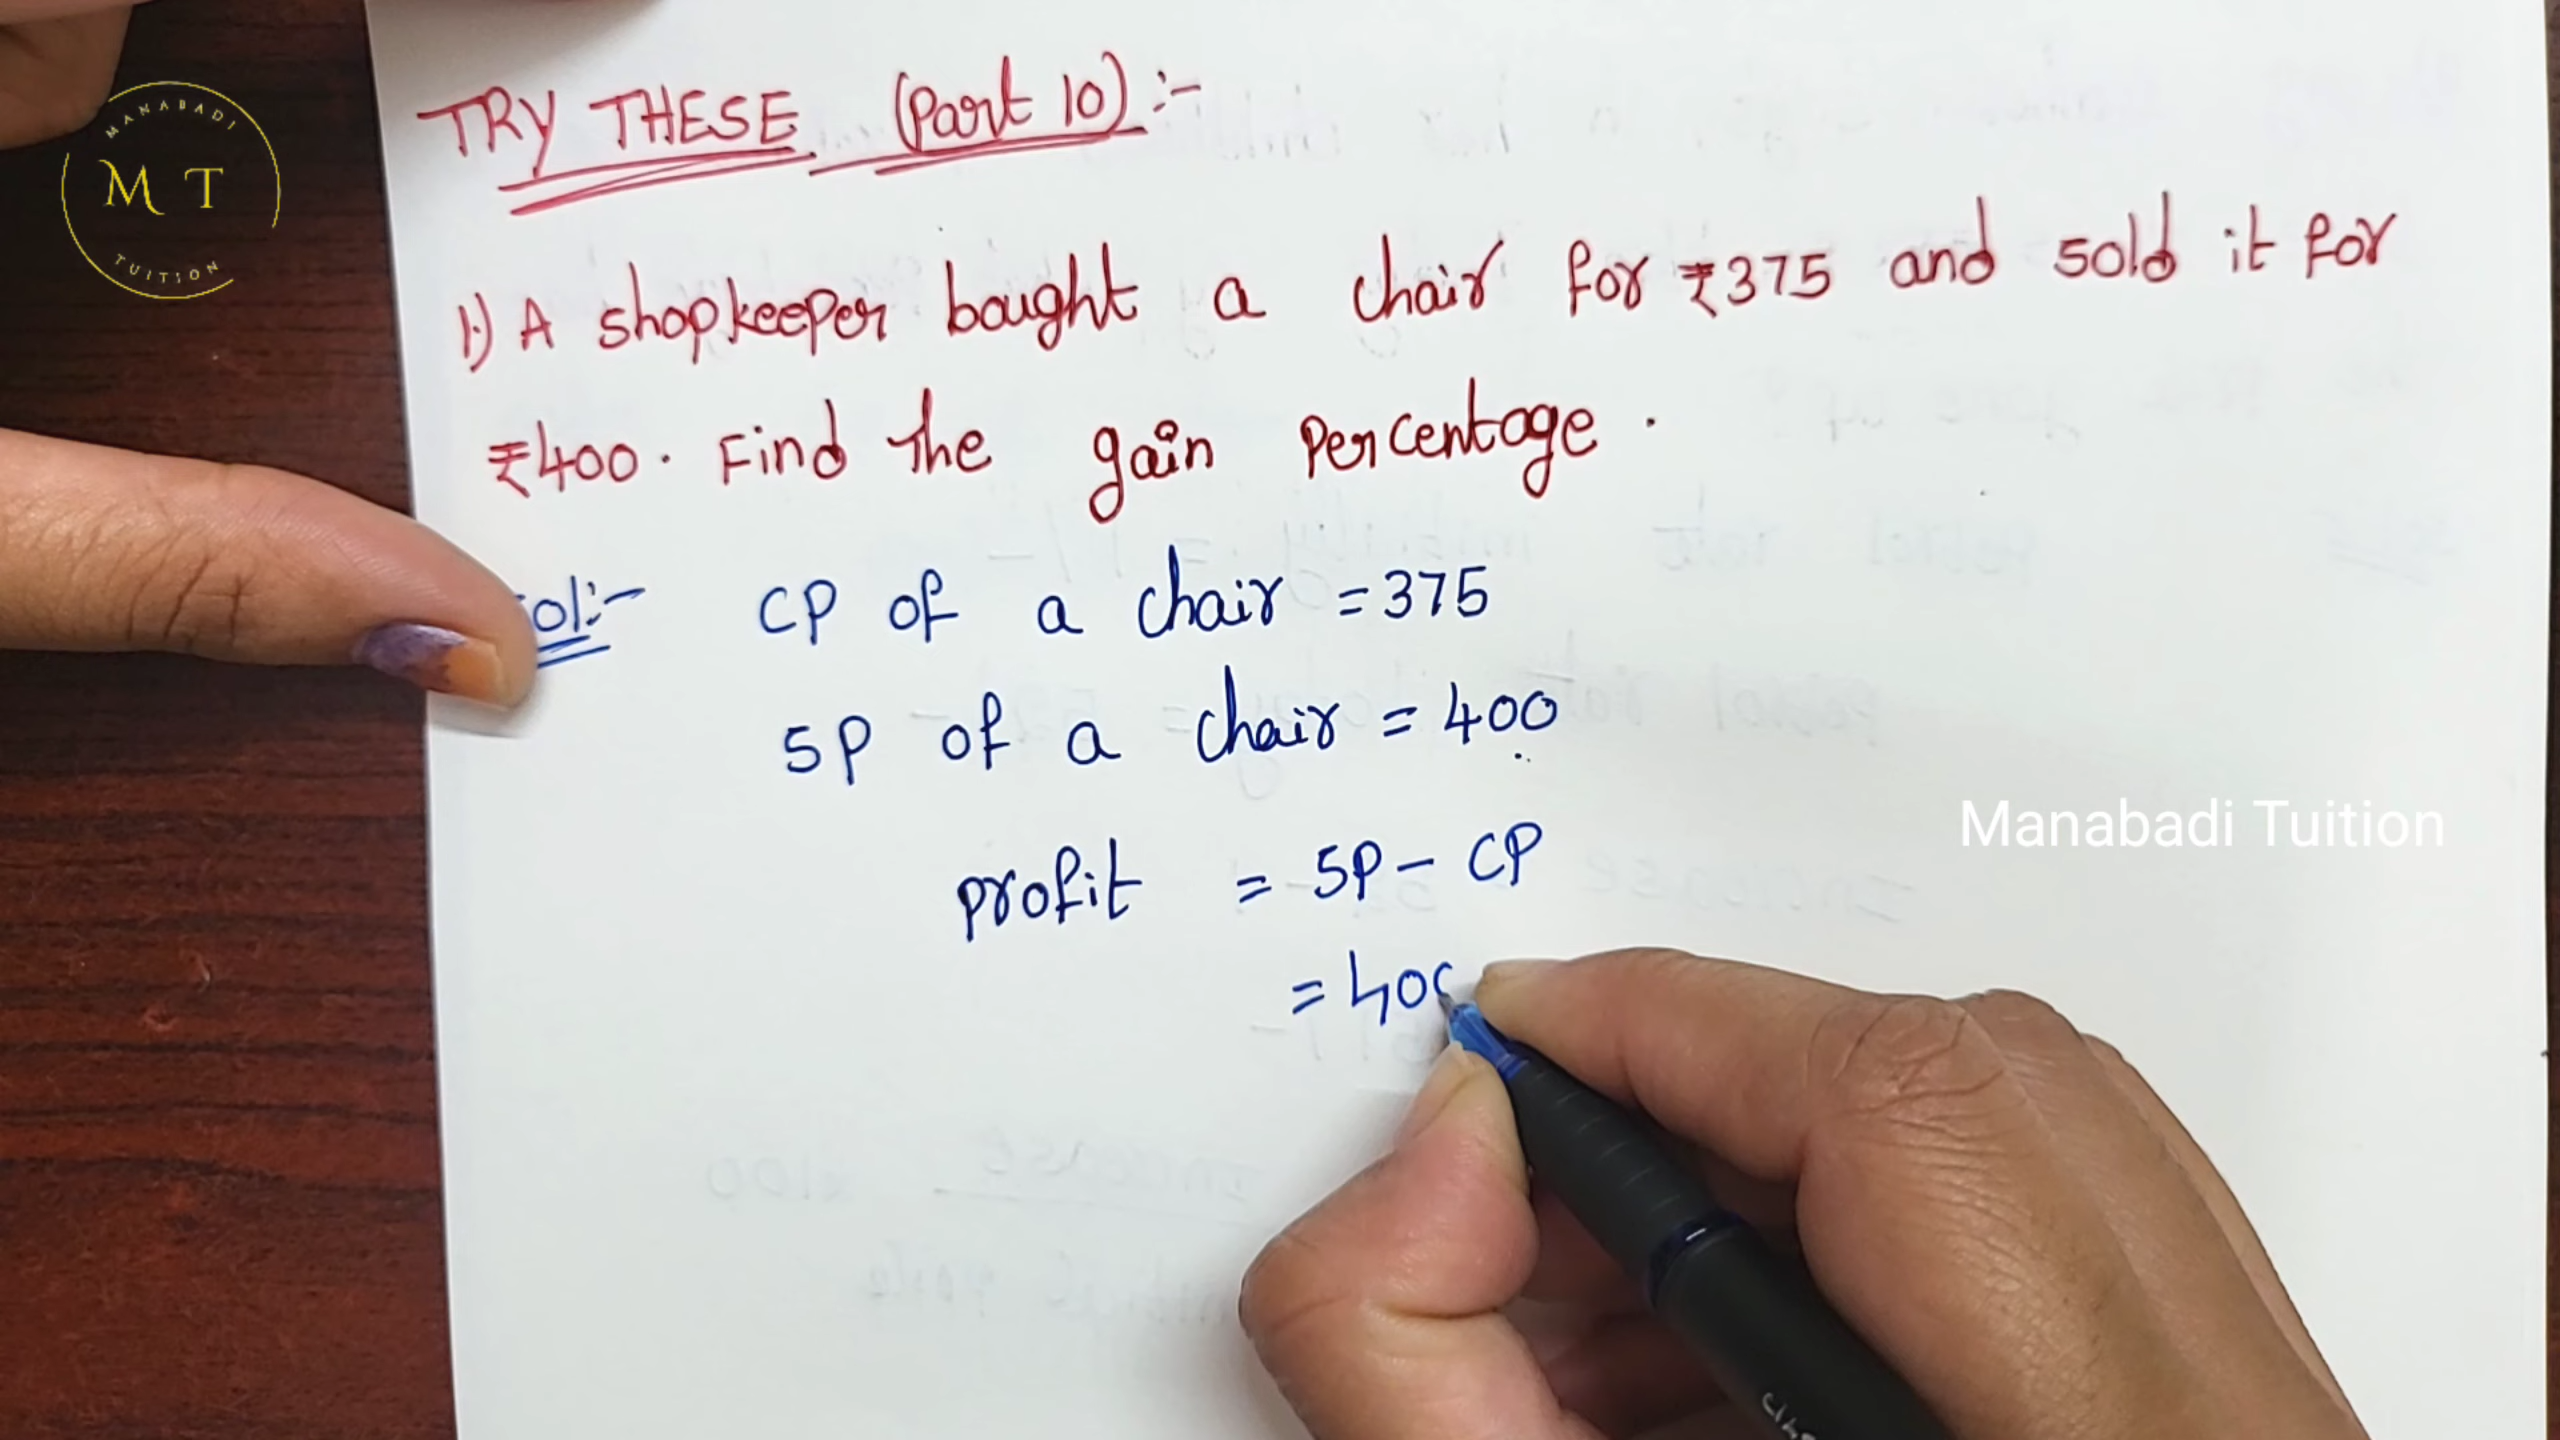 MANABADI
M T
TUITION
TRY THESE (Part 10) :-
1.) A shopkeeper bought a chair for ₹375 and sold it for
₹400. Find the gain percentage.
Sol:- CP of a chair = 375
SP of a chair = 400
profit = SP - CP
= 400
Manabadi Tuition